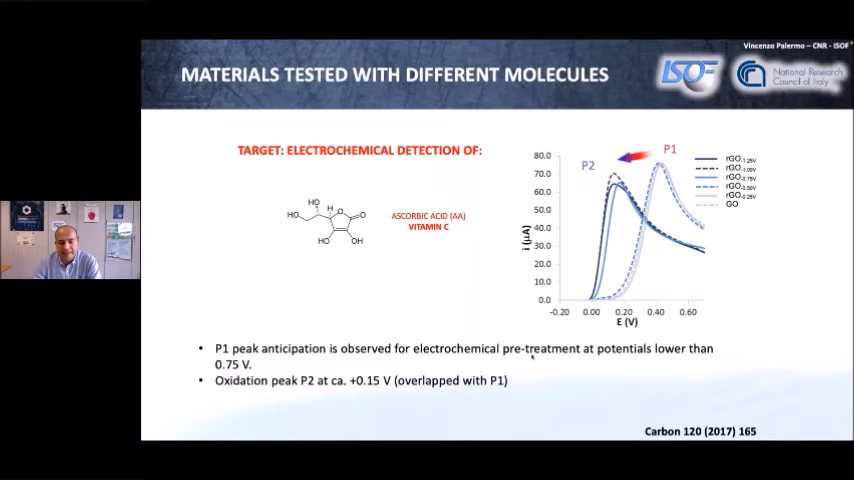 Vincenzo Palermo – CNR - ISOF
MATERIALS TESTED WITH DIFFERENT MOLECULES
ISOF
National Research
Council of Italy
TARGET: ELECTROCHEMICAL DETECTION OF:
HO
HO
H
O
O
HO
OH
ASCORBIC ACID (AA)
VITAMIN C
P2
P1
80.0
70.0
60.0
50.0
40.0
30.0
20.0
10.0
0.0
i (µA)
-0.20
0.00
0.20
0.40
0.60
E (V)
rGO-1.25V
rGO-1.00V
rGO-0.75V
rGO-0.50V
rGO-0.25V
GO
• P1 peak anticipation is observed for electrochemical pre-treatment at potentials lower than
0.75 V.
• Oxidation peak P2 at ca. +0.15 V (overlapped with P1)
Carbon 120 (2017) 165